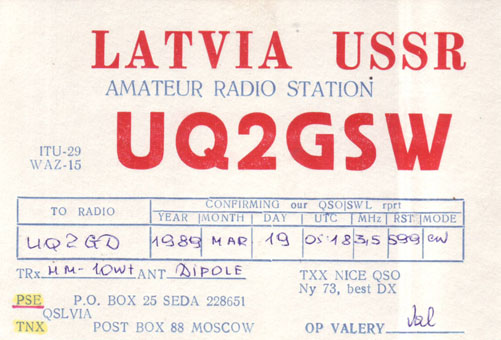 LATVIA USSR
AMATEUR RADIO STATION
UQ2GSW
ITU-29
WAZ-15
CONFIRMING our QSO|SWL rprt
TO RADIO YEAR MONTH DAY UTC MHz RST MODE
UQ2GD 1989 MAR 19 05:18 3,5 599 CW
TRx HM-10Wt ANT DIPOLE TXX NICE QSO
Ny 73, best DX
PSE P.O. BOX 25 SEDA 228651
QSLVIA
TNX POST BOX 88 MOSCOW OP VALERY Val